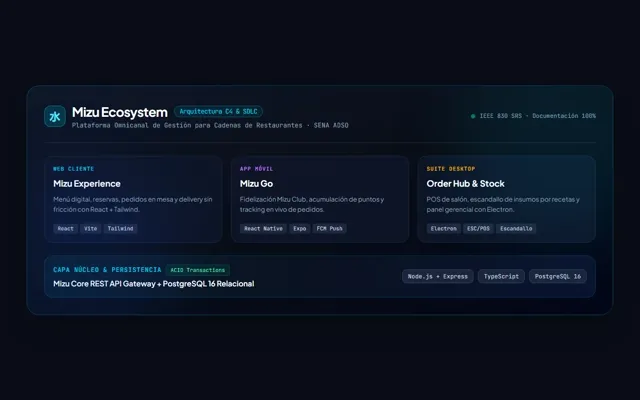 水
Mizu Ecosystem
Arquitectura C4 & SDLC
Plataforma Omnicanal de Gestión para Cadenas de Restaurantes · SENA ADSO
IEEE 830 SRS · Documentación 100%
WEB CLIENTE
Mizu Experience
Menú digital, reservas, pedidos en mesa y delivery sin
fricción con React + Tailwind.
React
Vite
Tailwind
APP MÓVIL
Mizu Go
Fidelización Mizu Club, acumulación de puntos y
tracking en vivo de pedidos.
React Native
Expo
FCM Push
SUITE DESKTOP
Order Hub & Stock
POS de salón, escandallo de insumos por recetas y
panel gerencial con Electron.
Electron
ESC/POS
Escandallo
CAPA NÚCLEO & PERSISTENCIA
ACID Transactions
Mizu Core REST API Gateway + PostgreSQL 16 Relacional
Node.js + Express
TypeScript
PostgreSQL 16